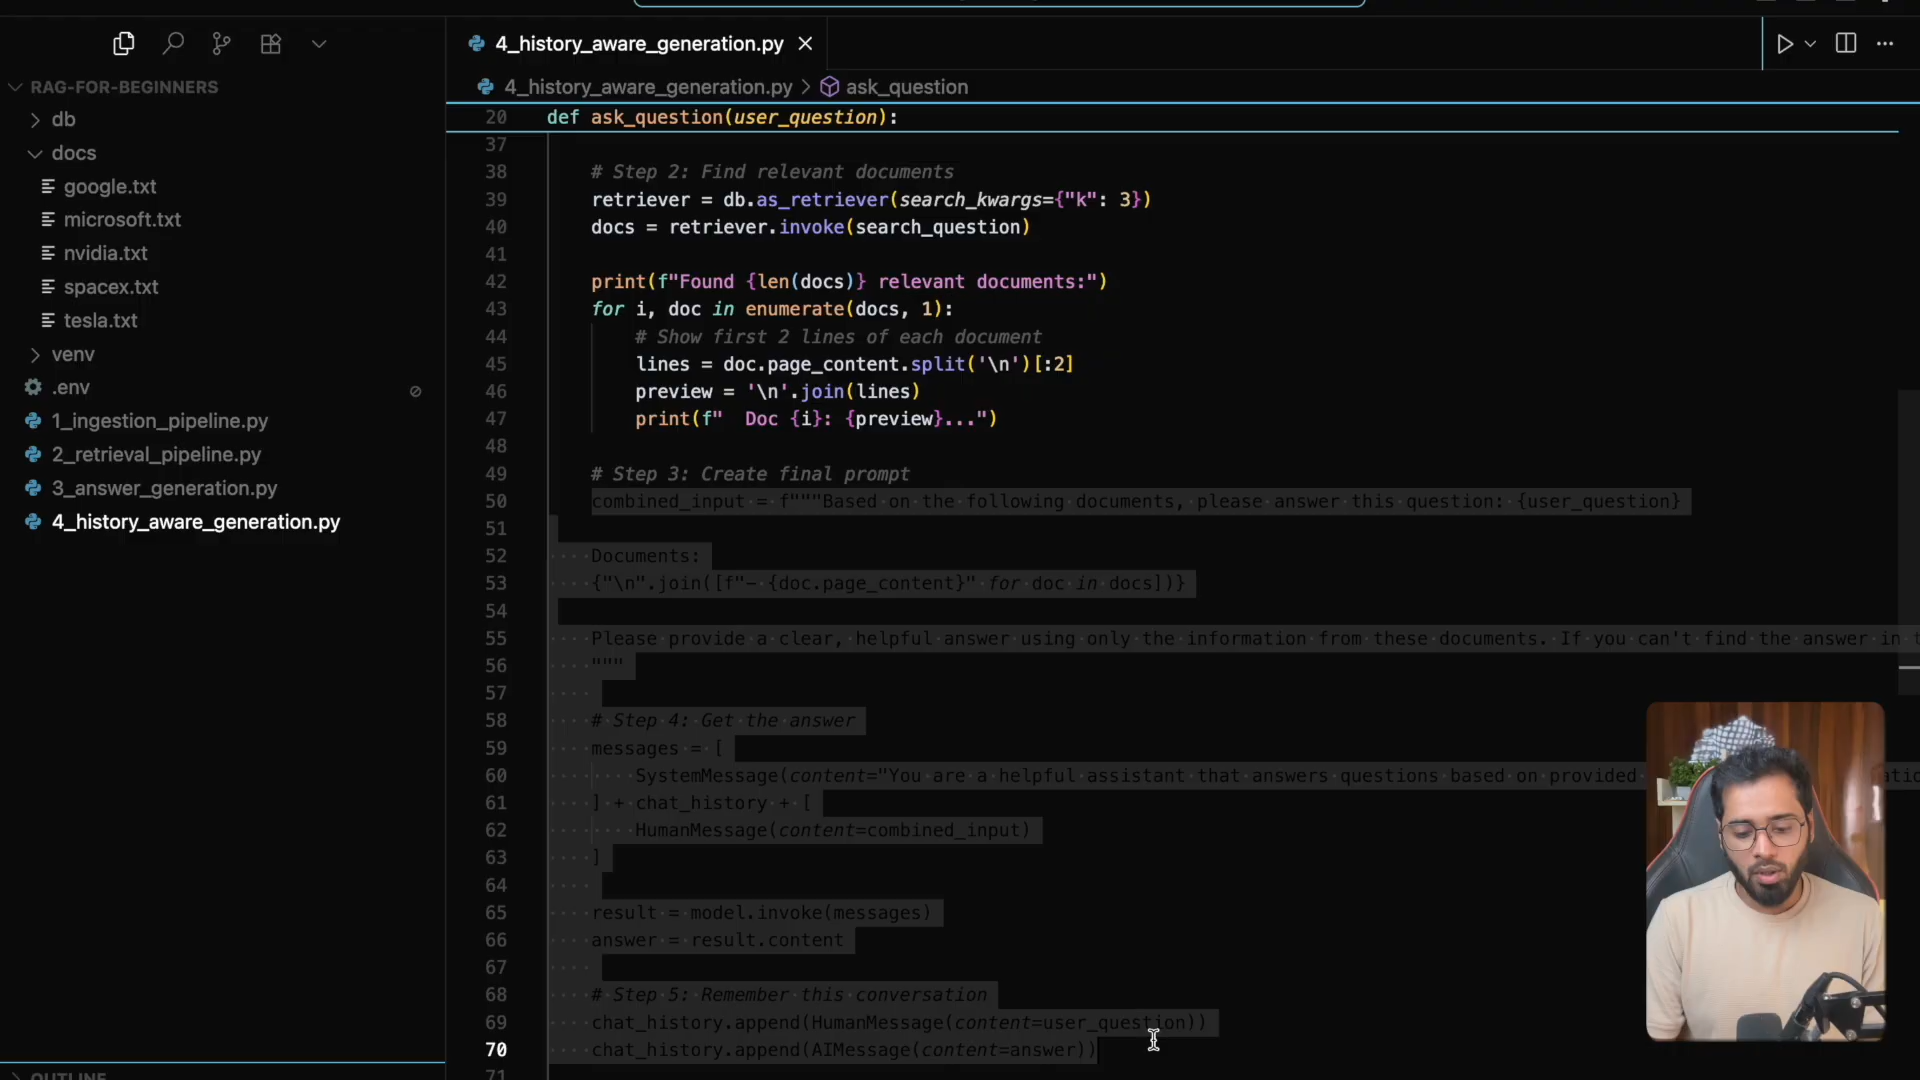 4_history_aware_generation.py
RAG-FOR-BEGINNERS
db
docs
google.txt
microsoft.txt
nvidia.txt
spacex.txt
tesla.txt
venv
.env
1_ingestion_pipeline.py
2_retrieval_pipeline.py
3_answer_generation.py
4_history_aware_generation.py
4_history_aware_generation.py > ask_question
20 def ask_question(user_question):
37
38 # Step 2: Find relevant documents
39 retriever = db.as_retriever(search_kwargs={"k": 3})
40 docs = retriever.invoke(search_question)
41
42 print(f"Found {len(docs)} relevant documents:")
43 for i, doc in enumerate(docs, 1):
44 # Show first 2 lines of each document
45 lines = doc.page_content.split('\n')[:2]
46 preview = '\n'.join(lines)
47 print(f"  Doc {i}: {preview}...")
48
49 # Step 3: Create final prompt
50 combined_input = f"""Based on the following documents, please answer this question: {user_question}
51
52 Documents:
53 {"\n".join([f"- {doc.page_content}" for doc in docs])}
54
55 Please provide a clear, helpful answer using only the information from these documents. If you can't find the answer in t
56 """
57
58 # Step 4: Get the answer
59 messages = [
60 SystemMessage(content="You are a helpful assistant that answers questions based on provided
61 ] + chat_history + [
62 HumanMessage(content=combined_input)
63 ]
64
65 result = model.invoke(messages)
66 answer = result.content
67
68 # Step 5: Remember this conversation
69 chat_history.append(HumanMessage(content=user_question))
70 chat_history.append(AIMessage(content=answer))
71
OUTLINE